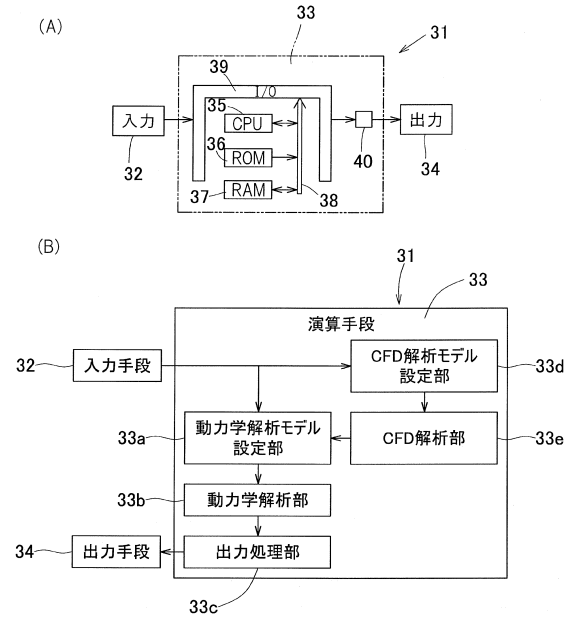 (A)
33
31
39
I/O
35
入力
CPU
出力
36
ROM
32
40
34
37
RAM
38
(B)
31
33
演算手段
32
入力手段
CFD解析モデル
設定部
33d
33a
動力学解析モデル
設定部
CFD解析部
33e
33b
動力学解析部
34
出力手段
出力処理部
33c